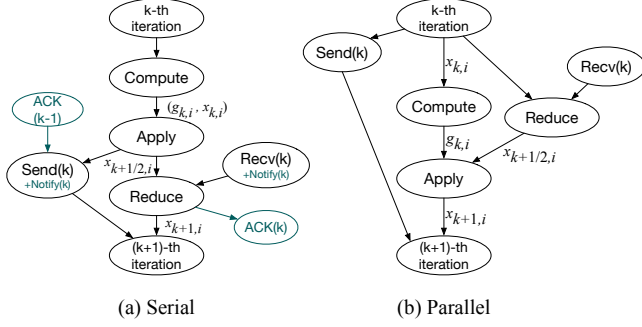 k-th
iteration
Compute
(g_{k,i} , x_{k,i})
ACK
(k-1)
Apply
Send(k)
+Notify(k)
x_{k+1/2,i}
Recv(k)
+Notify(k)
Reduce
x_{k+1,i}
ACK(k)
(k+1)-th
iteration
(a) Serial
k-th
iteration
Send(k)
x_{k,i}
Recv(k)
Compute
Reduce
g_{k,i}
x_{k+1/2,i}
Apply
x_{k+1,i}
(k+1)-th
iteration
(b) Parallel